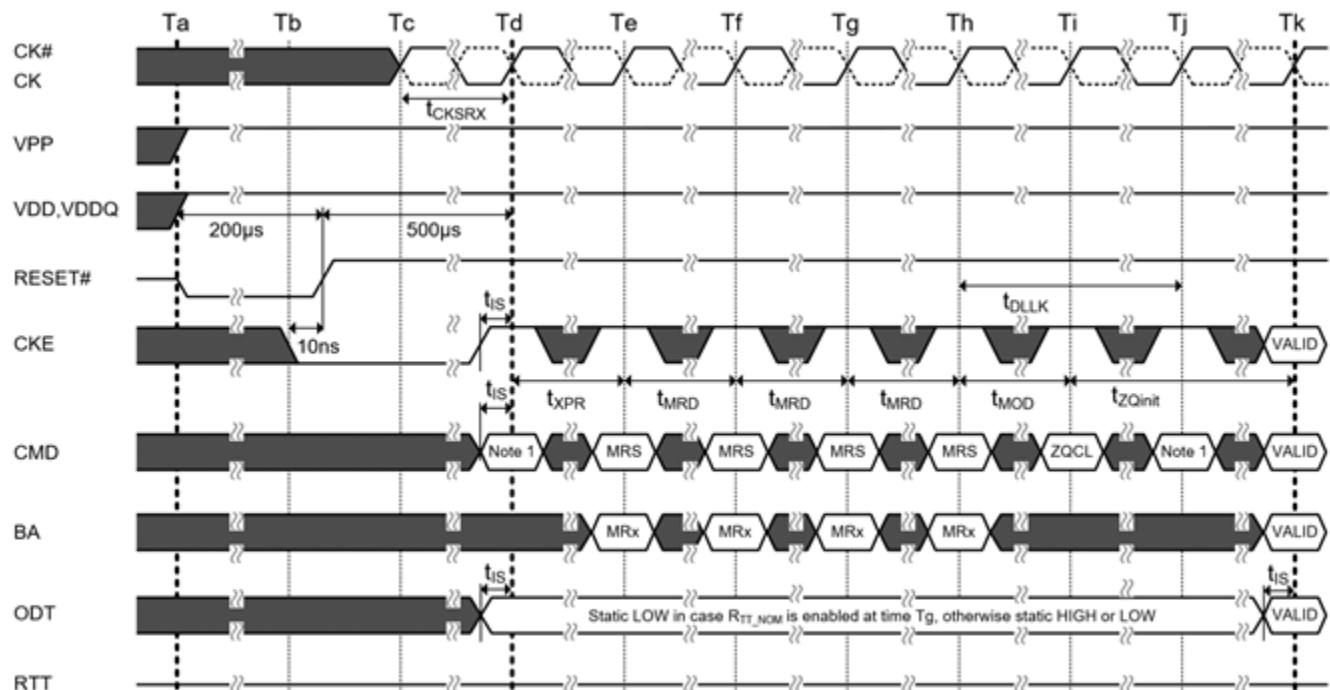 Ta Tb Tc Td Te Tf Tg Th Ti Tj Tk
CK#
CK
tCKSRX
VPP
VDD,VDDQ
200µs 500µs
RESET#
tIS tDLLK
CKE 10ns VALID
tIS tXPR tMRD tMRD tMRD tMOD tZQinit
CMD Note 1 MRS MRS MRS MRS ZQCL Note 1 VALID
BA MRx MRx MRx MRx VALID
tIS tIS
ODT Static LOW in case RTT_NOM is enabled at time Tg, otherwise static HIGH or LOW VALID
RTT